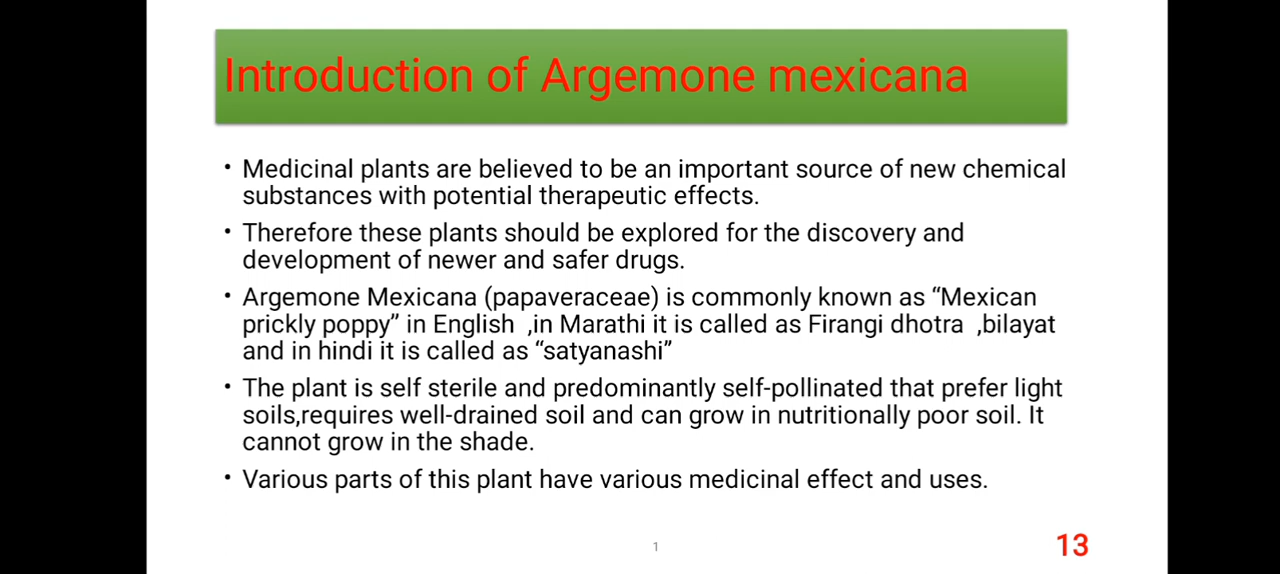 Introduction of Argemone mexicana
• Medicinal plants are believed to be an important source of new chemical
substances with potential therapeutic effects.
• Therefore these plants should be explored for the discovery and
development of newer and safer drugs.
• Argemone Mexicana (papaveraceae) is commonly known as “Mexican
prickly poppy” in English ,in Marathi it is called as Firangi dhotra ,bilayat
and in hindi it is called as “satyanashi”
• The plant is self sterile and predominantly self-pollinated that prefer light
soils,requires well-drained soil and can grow in nutritionally poor soil. It
cannot grow in the shade.
• Various parts of this plant have various medicinal effect and uses.
1
13